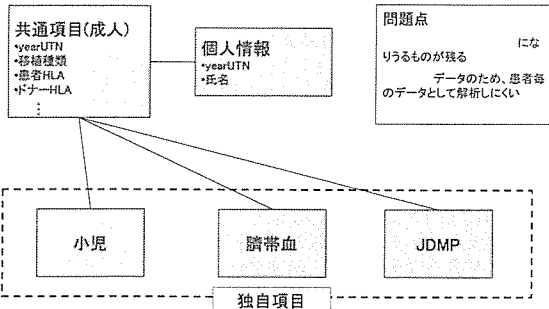 共通項目(成人)
•yearUTN
•移植種類
•患者HLA
•ドナーHLA
⋮
個人情報
•yearUTN
•氏名
問題点
にな
りうるものが残る
データのため、患者毎
のデータとして解析しにくい
小児
臍帯血
JDMP
独自項目